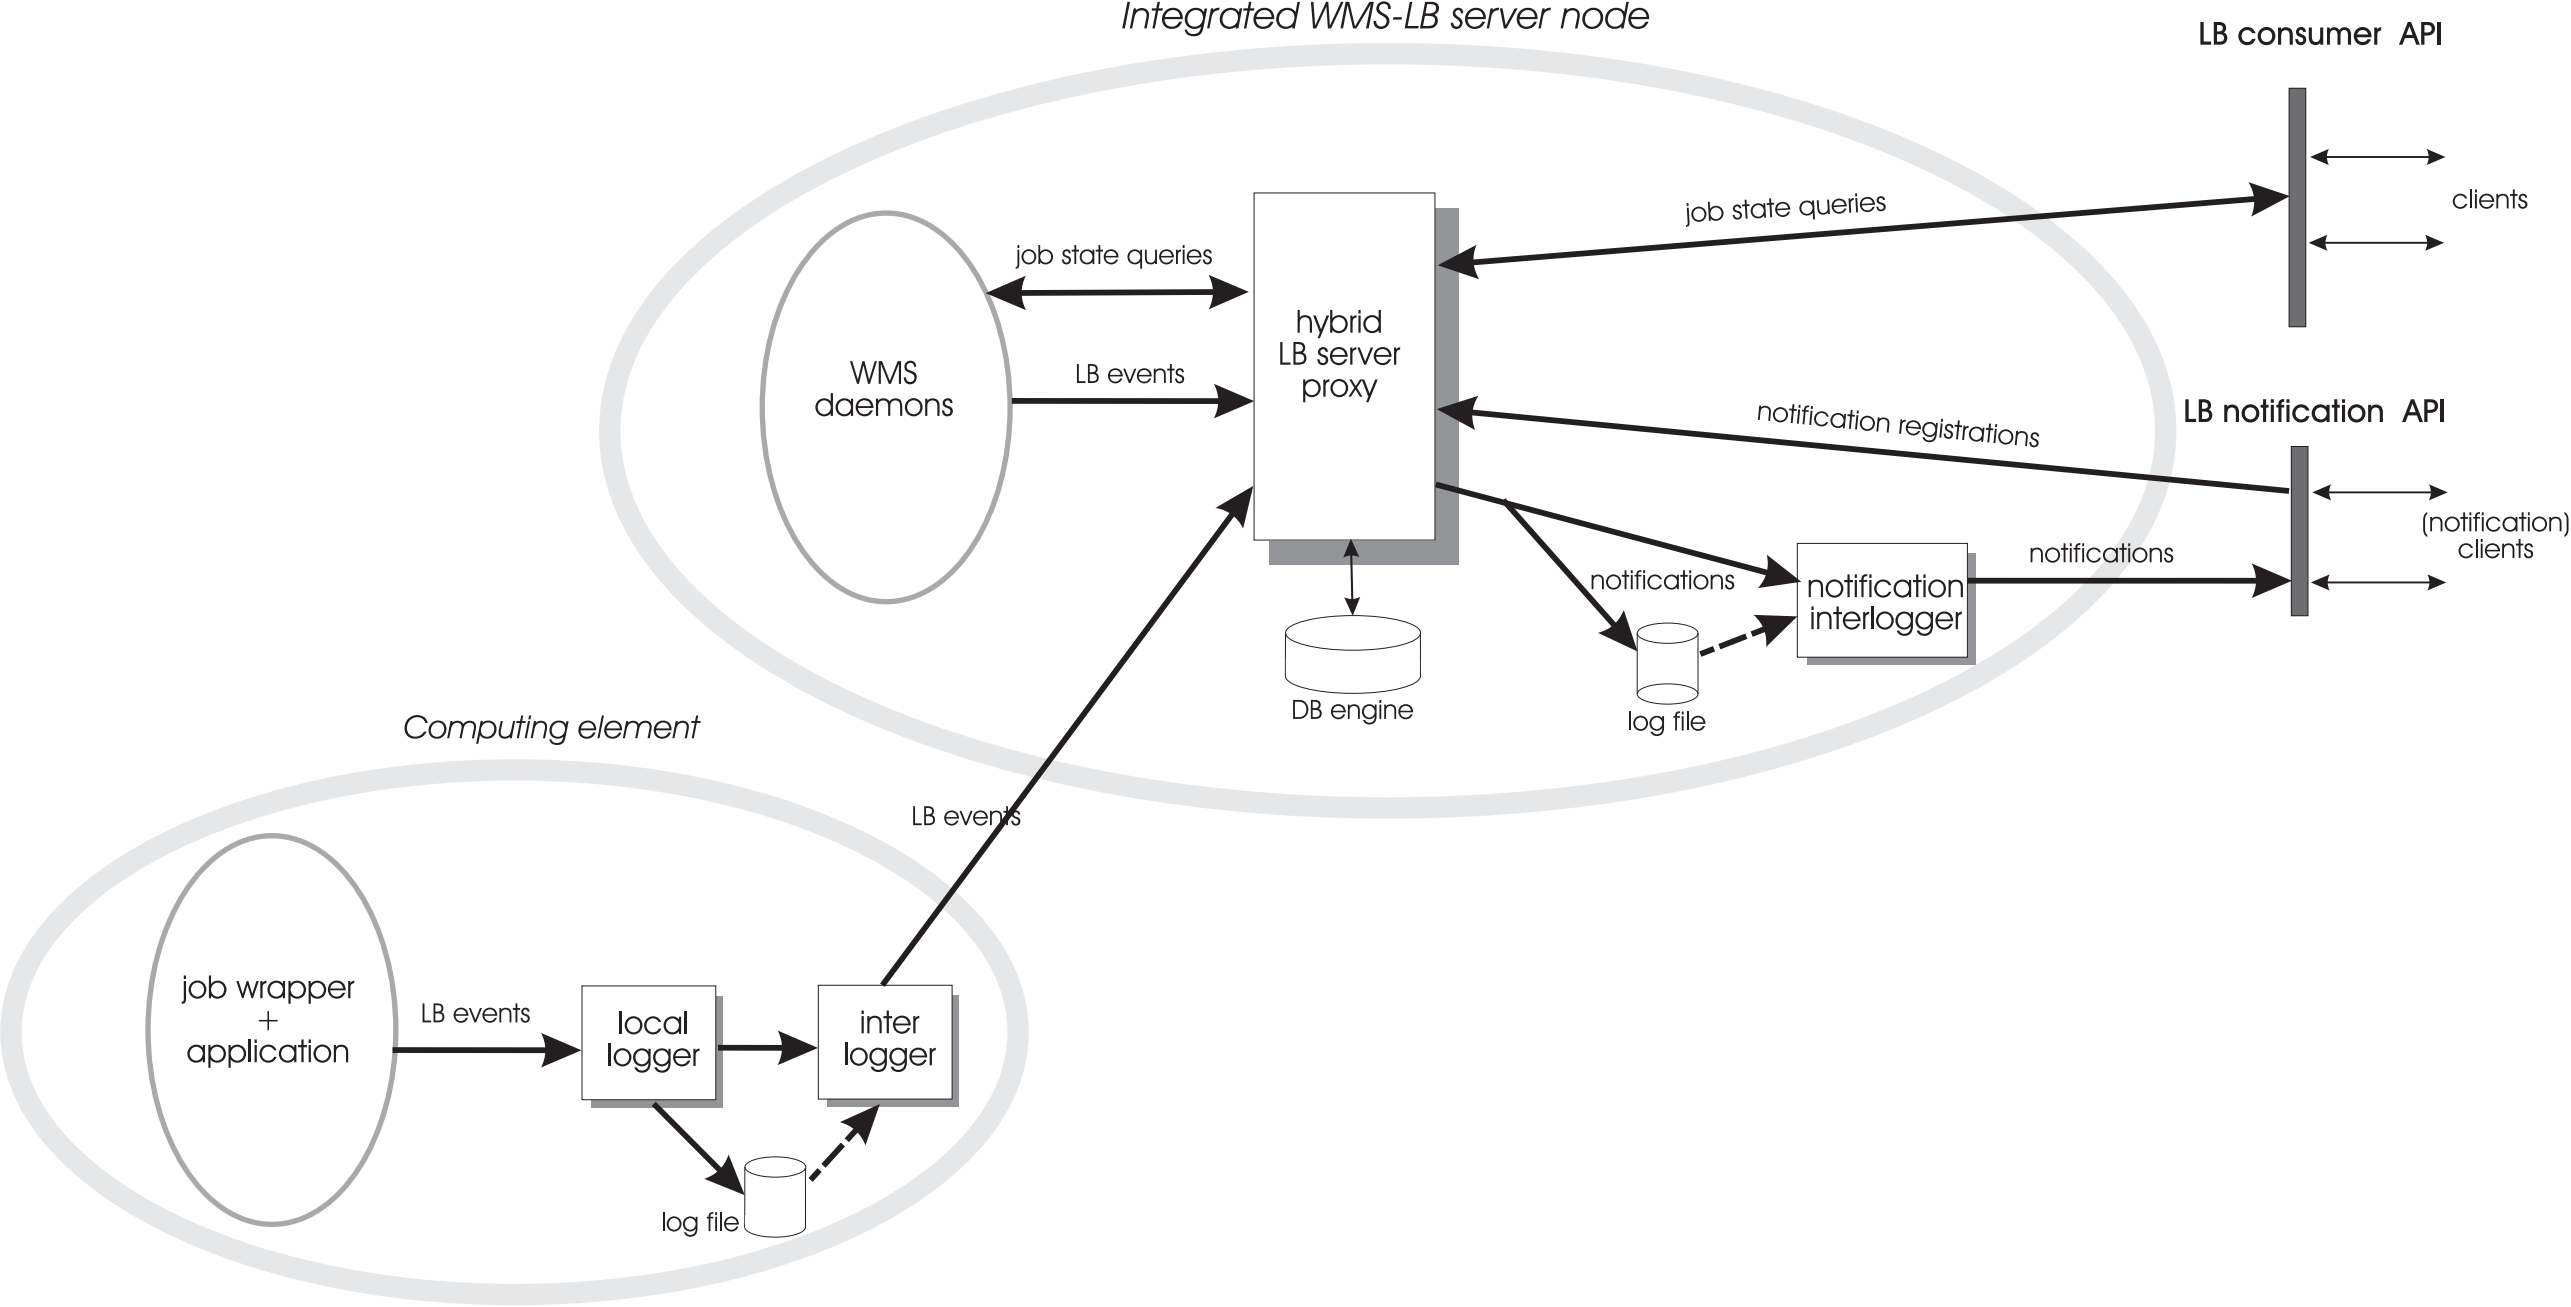 Integrated WMS-LB server node
LB consumer API
job state queries
clients
job state queries
hybrid
LB server
proxy
WMS
daemons
LB events
notification registrations
LB notification API
(notification)
clients
notifications
notifications
notification
interlogger
DB engine
log file
Computing element
LB events
job wrapper
+
application
LB events
local
logger
inter
logger
log file